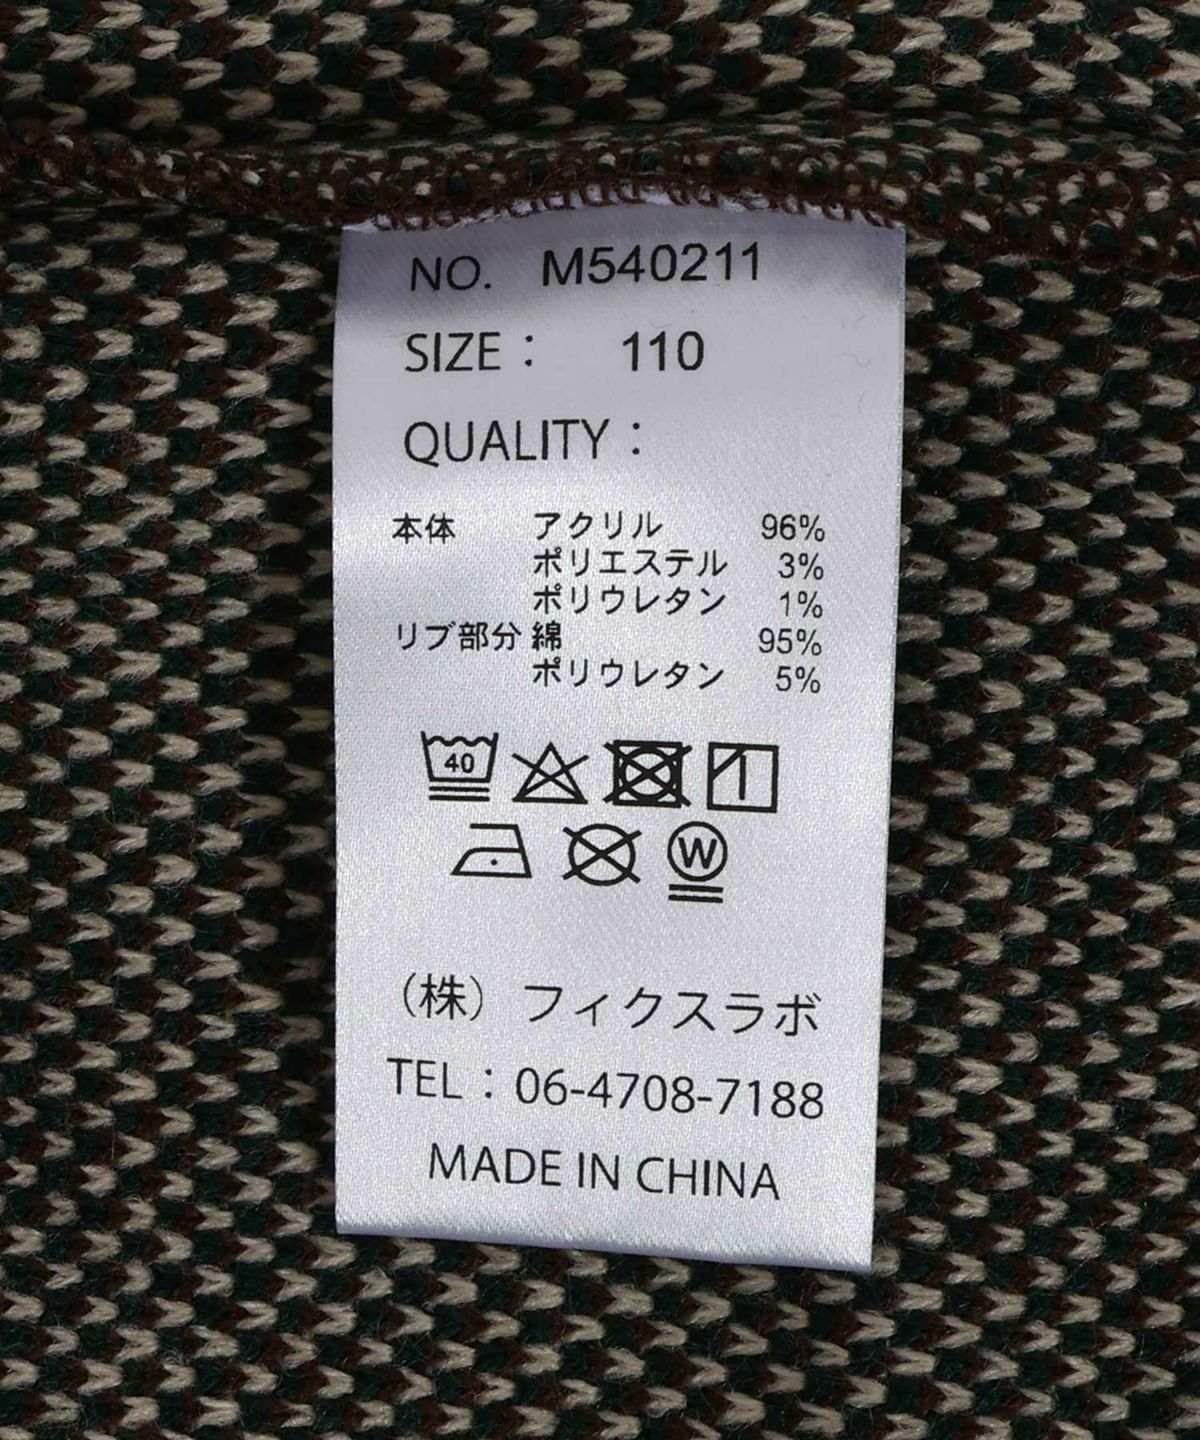 NO. M540211
SIZE： 110
QUALITY：
本体 アクリル 96%
ポリエステル 3%
ポリウレタン 1%
リブ部分 綿 95%
ポリウレタン 5%
40
W
（株）フィクスラボ
TEL：06-4708-7188
MADE IN CHINA